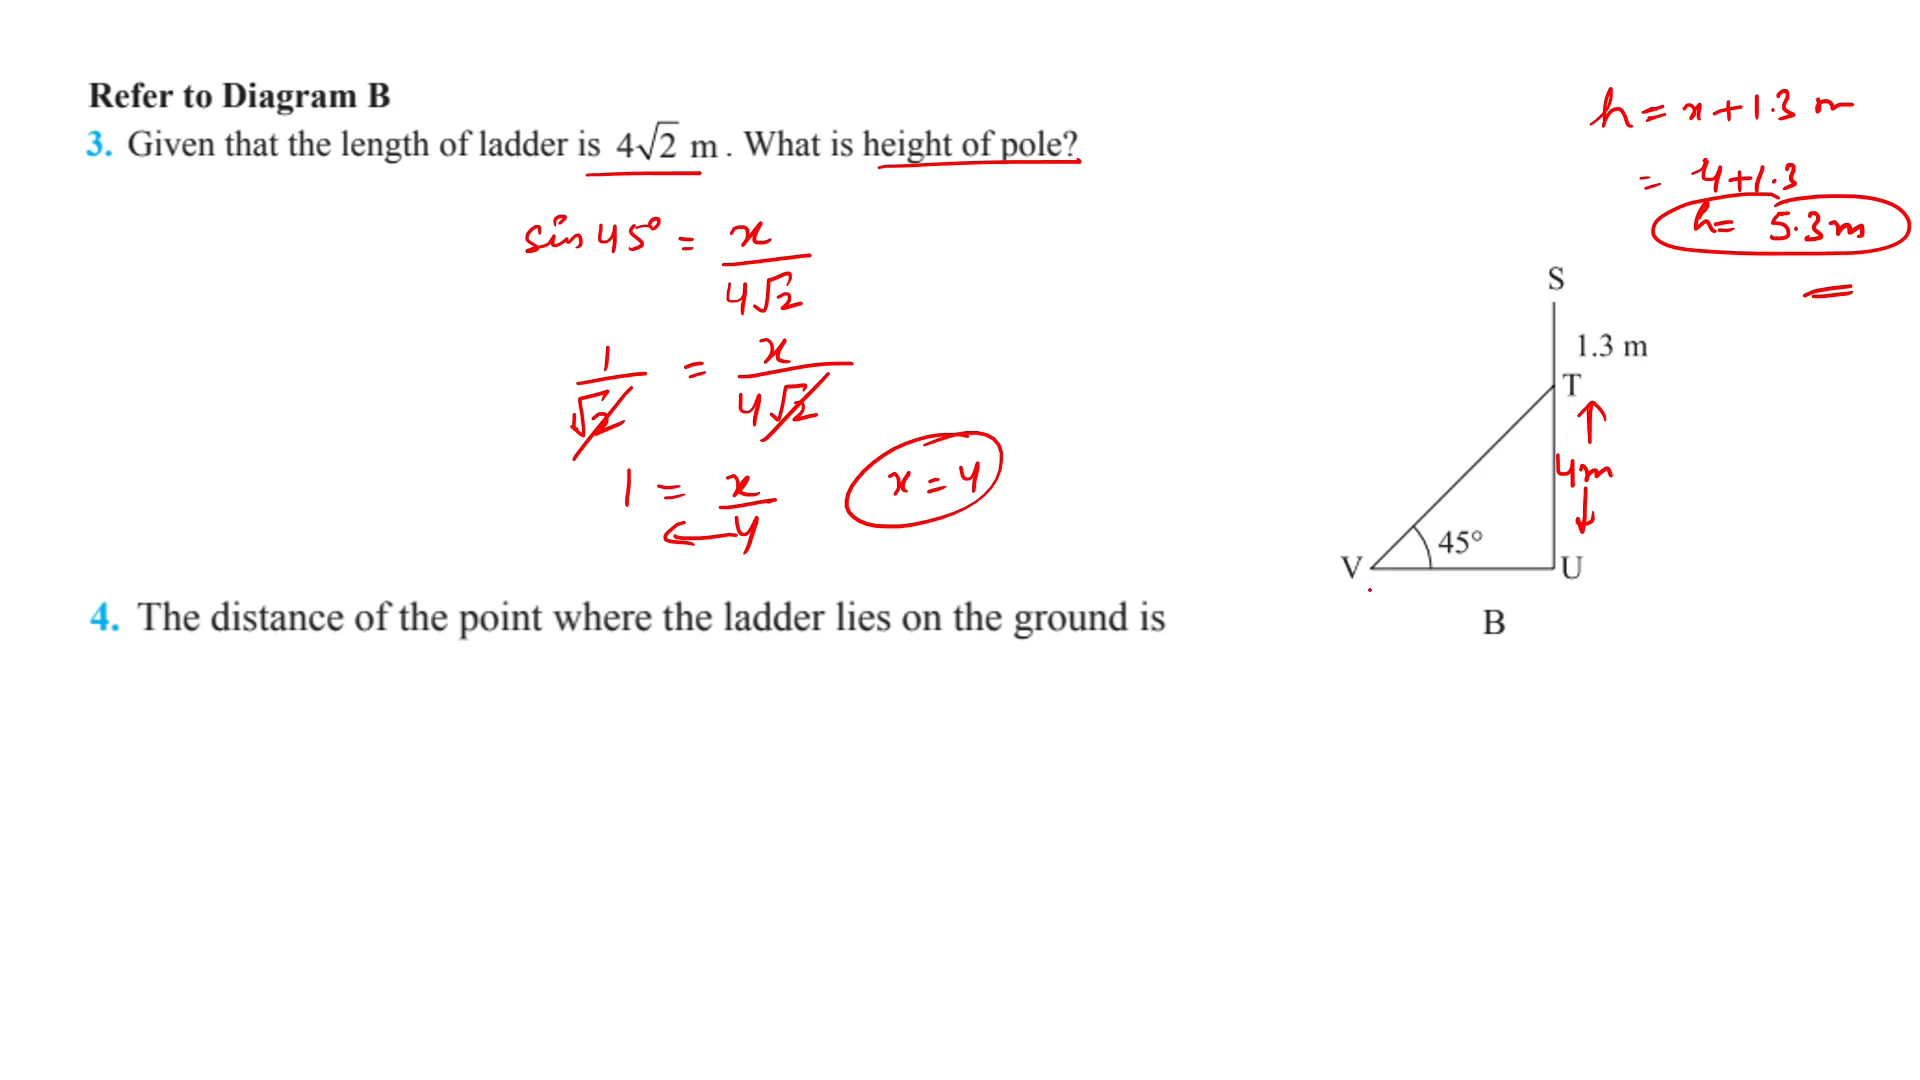 Refer to Diagram B
3. Given that the length of ladder is 4√2 m. What is height of pole?
sin 45° = x/4√2
1/√2 = x/4√2
1 = x/4
x = 4
h = x + 1.3 m
= 4 + 1.3
h = 5.3 m
S
1.3 m
T
4m
45°
V
U
B
4. The distance of the point where the ladder lies on the ground is